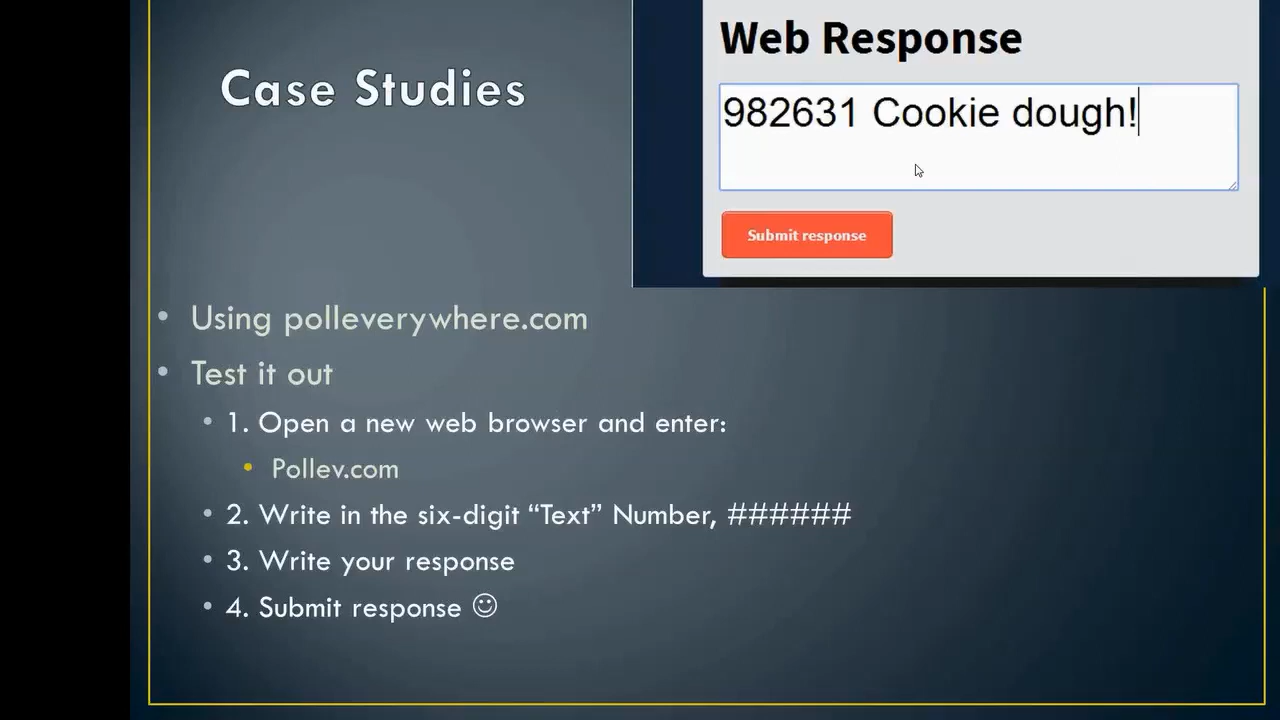 Case Studies
Web Response
982631 Cookie dough!
Submit response
• Using polleverywhere.com
• Test it out
• 1. Open a new web browser and enter:
• Pollev.com
• 2. Write in the six-digit “Text” Number, ######
• 3. Write your response
• 4. Submit response ☺